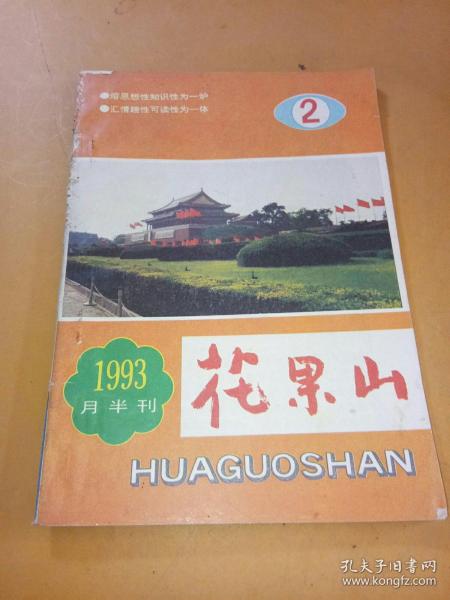 ●熔思想性知识性为一炉
●汇情趣性可读性为一体
2
1993
月半刊
花果山
HUAGUOSHAN
孔夫子旧书网
www.kongfz.com